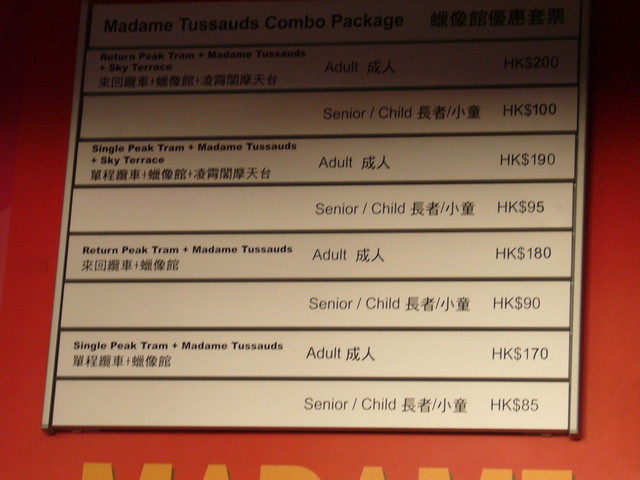 Madame Tussauds Combo Package 蠟像館優惠套票
Return Peak Tram + Madame Tussauds
+ Sky Terrace
來回纜車+蠟像館+凌霄閣摩天台
Adult 成人 HK$200
Senior / Child 長者/小童 HK$100
Single Peak Tram + Madame Tussauds
+ Sky Terrace
單程纜車+蠟像館+凌霄閣摩天台
Adult 成人 HK$190
Senior / Child 長者/小童 HK$95
Return Peak Tram + Madame Tussauds
來回纜車+蠟像館
Adult 成人 HK$180
Senior / Child 長者/小童 HK$90
Single Peak Tram + Madame Tussauds
單程纜車+蠟像館
Adult 成人 HK$170
Senior / Child 長者/小童 HK$85
MADAME